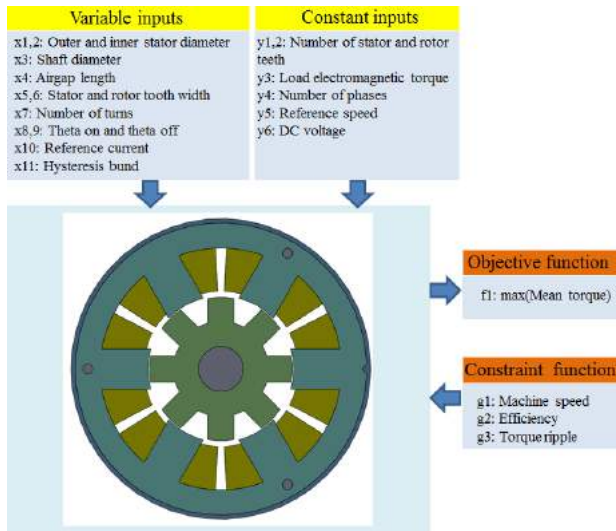 Variable inputs
x1,2: Outer and inner stator diameter
x3: Shaft diameter
x4: Airgap length
x5,6: Stator and rotor tooth width
x7: Number of turns
x8,9: Theta on and theta off
x10: Reference current
x11: Hysteresis bund
Constant inputs
y1,2: Number of stator and rotor
teeth
y3: Load electromagnetic torque
y4: Number of phases
y5: Reference speed
y6: DC voltage
Objective function
f1: max(Mean torque)
Constraint function
g1: Machine speed
g2: Efficiency
g3: Torque ripple